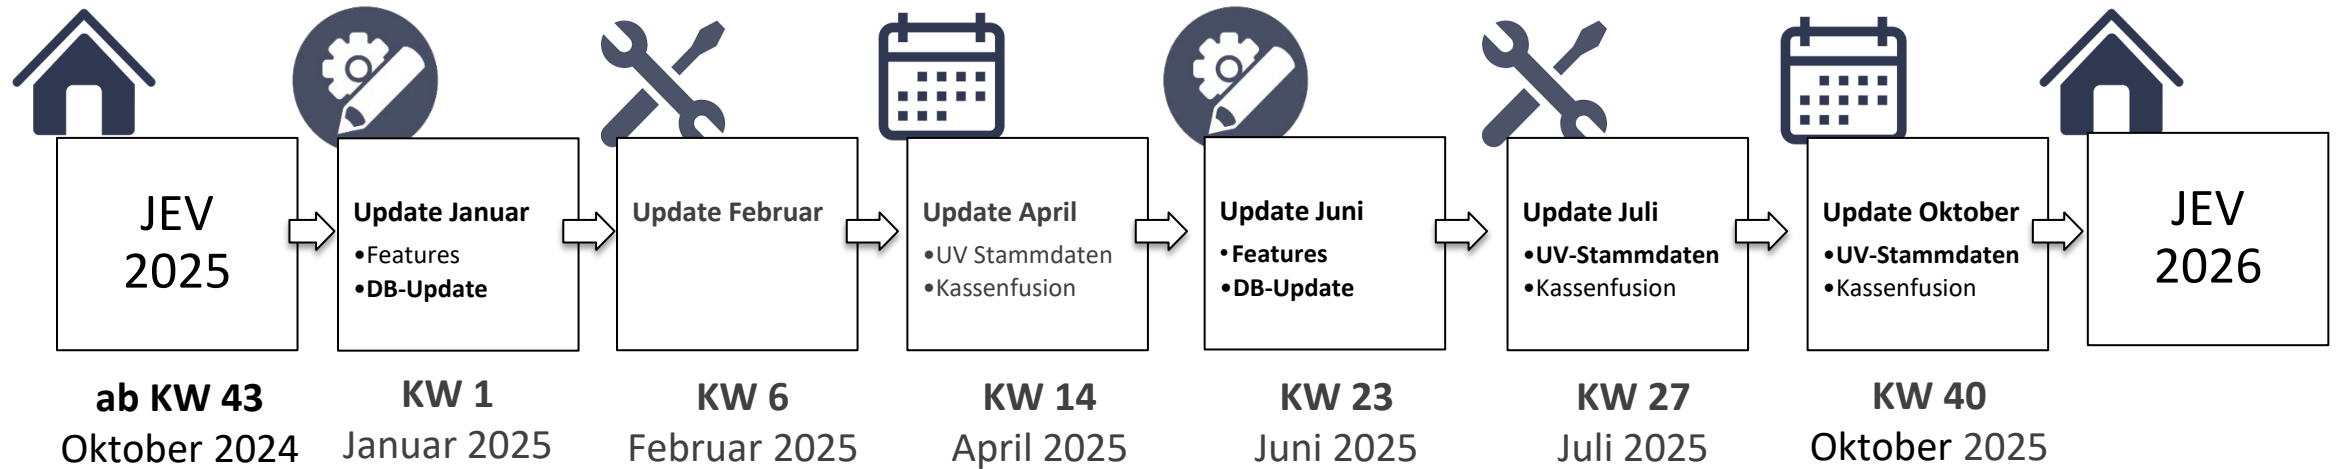 JEV
2025
Update Januar
•Features
•DB-Update
Update Februar
Update April
•UV Stammdaten
•Kassenfusion
Update Juni
•Features
•DB-Update
Update Juli
•UV-Stammdaten
•Kassenfusion
Update Oktober
•UV-Stammdaten
•Kassenfusion
JEV
2026
ab KW 43
Oktober 2024
KW 1
Januar 2025
KW 6
Februar 2025
KW 14
April 2025
KW 23
Juni 2025
KW 27
Juli 2025
KW 40
Oktober 2025